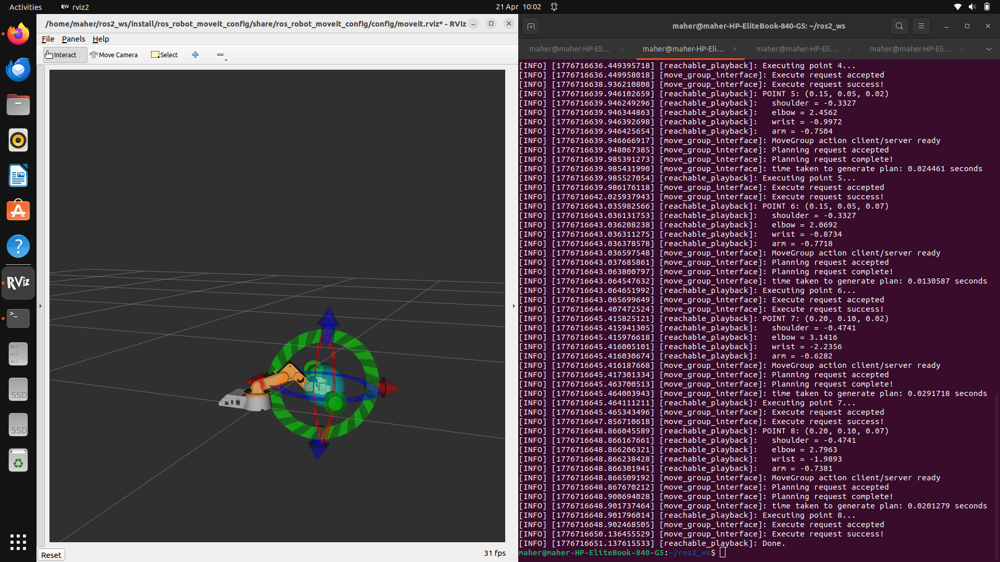 Activities
rviz2
21 Apr 10:02
/home/maher/ros2_ws/install/ros_robot_moveit_config/share/ros_robot_moveit_config/config/moveit.rviz* - RViz
File Panels Help
Interact Move Camera Select
RViz
>_
SSD
SSD
Reset
31 fps
maher@maher-HP-EliteBook-840-G5: ~/ros2_ws
maher@maher-HP-Eli... maher@maher-HP-Eli... maher@maher-HP-Eli... maher@maher-HP-Eli...
[INFO] [1776716636.449395718] [reachable_playback]: Executing point 4...
[INFO] [1776716636.449958018] [move_group_interface]: Execute request accepted
[INFO] [1776716638.936210808] [move_group_interface]: Execute request success!
[INFO] [1776716639.946102659] [reachable_playback]: POINT 5: (0.15, 0.05, 0.02)
[INFO] [1776716639.946249296] [reachable_playback]:   shoulder = -0.3327
[INFO] [1776716639.946344863] [reachable_playback]:   elbow = 2.4562
[INFO] [1776716639.946392698] [reachable_playback]:   wrist = -0.9972
[INFO] [1776716639.946425654] [reachable_playback]:   arm = -0.7504
[INFO] [1776716639.946666917] [move_group_interface]: MoveGroup action client/server ready
[INFO] [1776716639.948067385] [move_group_interface]: Planning request accepted
[INFO] [1776716639.985391273] [move_group_interface]: Planning request complete!
[INFO] [1776716639.985431990] [move_group_interface]: time taken to generate plan: 0.024461 seconds
[INFO] [1776716639.985527054] [reachable_playback]: Executing point 5...
[INFO] [1776716639.986176118] [move_group_interface]: Execute request accepted
[INFO] [1776716642.025937943] [move_group_interface]: Execute request success!
[INFO] [1776716643.035982566] [reachable_playback]: POINT 6: (0.15, 0.05, 0.07)
[INFO] [1776716643.036131753] [reachable_playback]:   shoulder = -0.3327
[INFO] [1776716643.036208238] [reachable_playback]:   elbow = 2.0692
[INFO] [1776716643.036311275] [reachable_playback]:   wrist = -0.8734
[INFO] [1776716643.036378578] [reachable_playback]:   arm = -0.7718
[INFO] [1776716643.036597548] [move_group_interface]: MoveGroup action client/server ready
[INFO] [1776716643.037685861] [move_group_interface]: Planning request accepted
[INFO] [1776716643.063800797] [move_group_interface]: Planning request complete!
[INFO] [1776716643.064547632] [move_group_interface]: time taken to generate plan: 0.0130587 seconds
[INFO] [1776716643.064651992] [reachable_playback]: Executing point 6...
[INFO] [1776716643.065699649] [move_group_interface]: Execute request accepted
[INFO] [1776716644.407472524] [move_group_interface]: Execute request success!
[INFO] [1776716645.415825121] [reachable_playback]: POINT 7: (0.20, 0.10, 0.02)
[INFO] [1776716645.415941305] [reachable_playback]:   shoulder = -0.4741
[INFO] [1776716645.415976618] [reachable_playback]:   elbow = 3.1416
[INFO] [1776716645.416005101] [reachable_playback]:   wrist = -2.2356
[INFO] [1776716645.416030674] [reachable_playback]:   arm = -0.6282
[INFO] [1776716645.416187668] [move_group_interface]: MoveGroup action client/server ready
[INFO] [1776716645.417301334] [move_group_interface]: Planning request accepted
[INFO] [1776716645.463700513] [move_group_interface]: Planning request complete!
[INFO] [1776716645.464003943] [move_group_interface]: time taken to generate plan: 0.0291718 seconds
[INFO] [1776716645.464111211] [reachable_playback]: Executing point 7...
[INFO] [1776716645.465343496] [move_group_interface]: Execute request accepted
[INFO] [1776716647.856710618] [move_group_interface]: Execute request success!
[INFO] [1776716648.866045589] [reachable_playback]: POINT 8: (0.20, 0.10, 0.07)
[INFO] [1776716648.866167661] [reachable_playback]:   shoulder = -0.4741
[INFO] [1776716648.866206321] [reachable_playback]:   elbow = 2.7963
[INFO] [1776716648.866238428] [reachable_playback]:   wrist = -1.9893
[INFO] [1776716648.866301941] [reachable_playback]:   arm = -0.7381
[INFO] [1776716648.866509192] [move_group_interface]: MoveGroup action client/server ready
[INFO] [1776716648.867670212] [move_group_interface]: Planning request accepted
[INFO] [1776716648.900694028] [move_group_interface]: Planning request complete!
[INFO] [1776716648.901737464] [move_group_interface]: time taken to generate plan: 0.0201279 seconds
[INFO] [1776716648.901796014] [reachable_playback]: Executing point 8...
[INFO] [1776716648.902468505] [move_group_interface]: Execute request accepted
[INFO] [1776716650.136455529] [move_group_interface]: Execute request success!
[INFO] [1776716651.137615533] [reachable_playback]: Done.
maher@maher-HP-EliteBook-840-G5:~/ros2_ws$